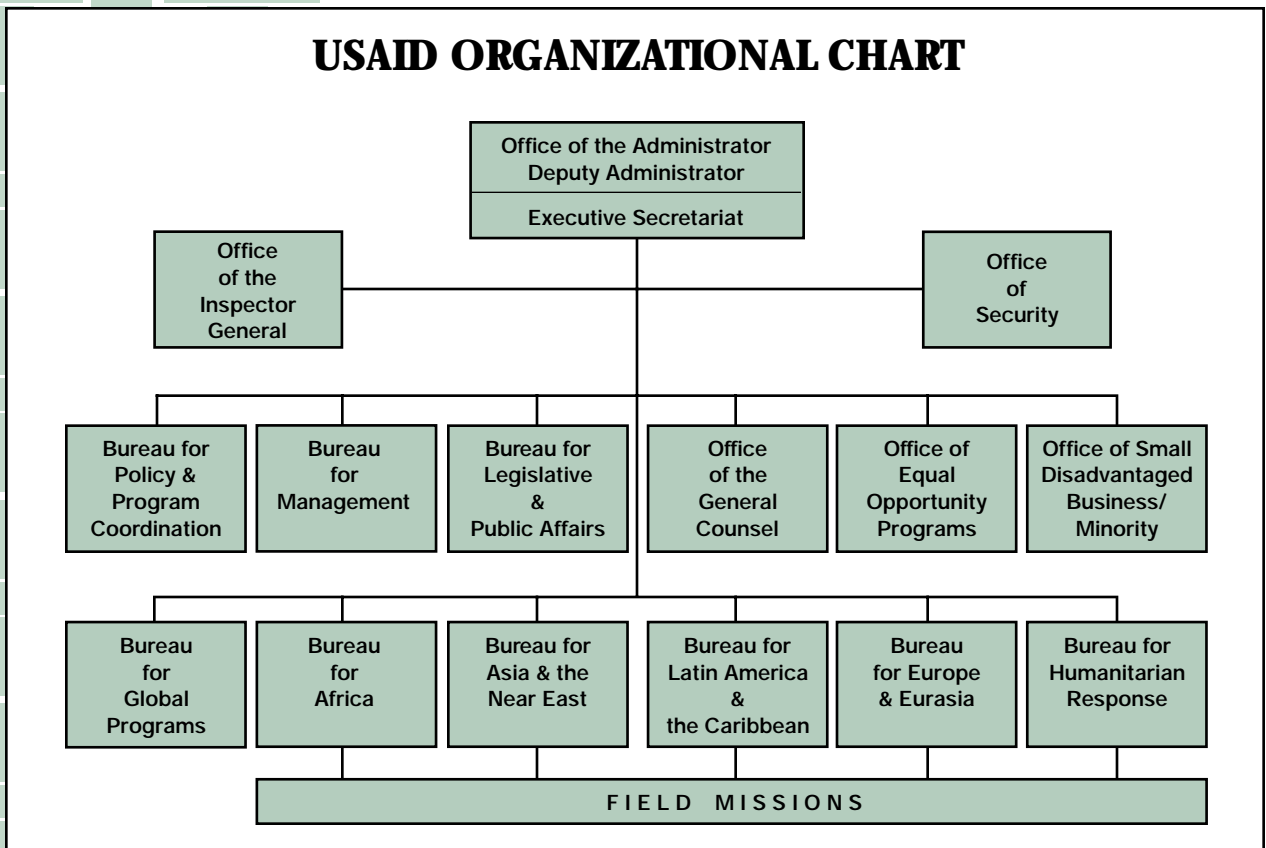 USAID ORGANIZATIONAL CHART
Office of the Administrator
Deputy Administrator
Executive Secretariat
Office
of the
Inspector
General
Office
of
Security
Bureau for
Policy &
Program
Coordination
Bureau
for
Management
Bureau for
Legislative
&
Public Affairs
Office
of the
General
Counsel
Office of
Equal
Opportunity
Programs
Office of Small
Disadvantaged
Business/
Minority
Bureau
for
Global
Programs
Bureau
for
Africa
Bureau for
Asia & the
Near East
Bureau for
Latin America
&
the Caribbean
Bureau
for Europe
& Eurasia
Bureau for
Humanitarian
Response
FIELD MISSIONS